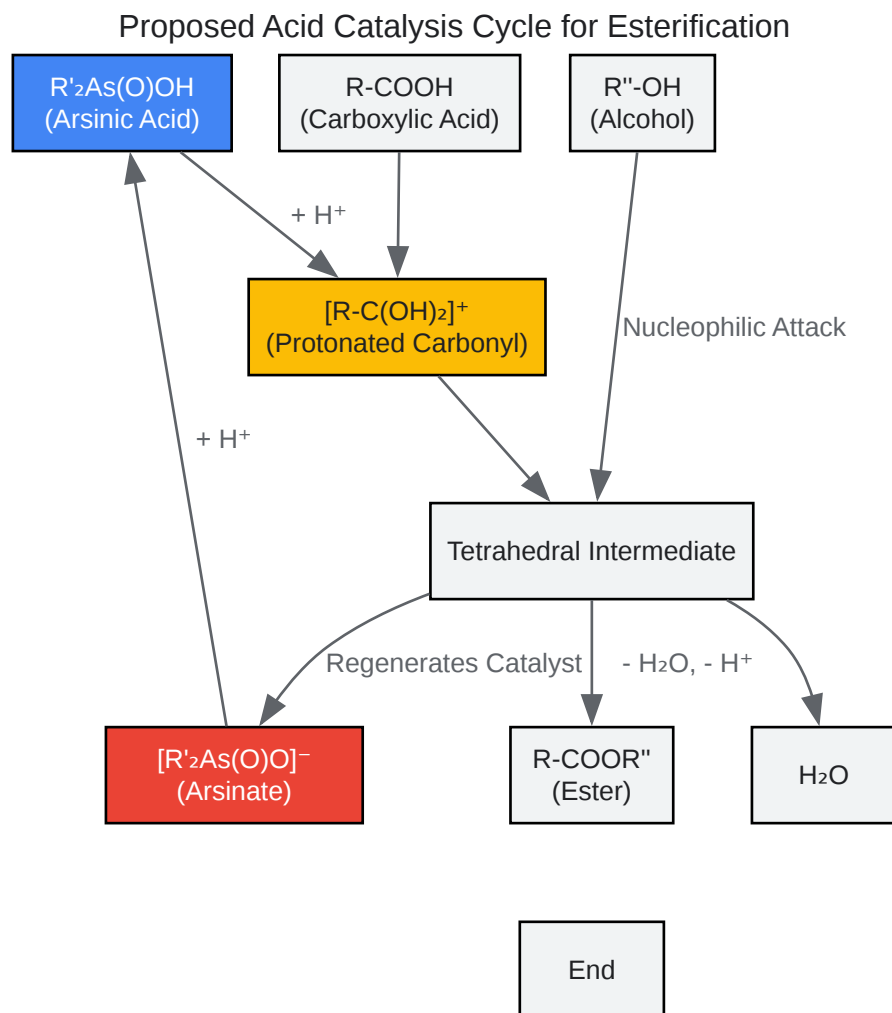 Proposed Acid Catalysis Cycle for Esterification
R'₂As(O)OH
(Arsinic Acid)
R-COOH
(Carboxylic Acid)
R"-OH
(Alcohol)
+ H⁺
[R-C(OH)₂]⁺
(Protonated Carbonyl)
Nucleophilic Attack
+ H⁺
Tetrahedral Intermediate
Regenerates Catalyst
- H₂O, - H⁺
[R'₂As(O)O]⁻
(Arsinate)
R-COOR"
(Ester)
H₂O
End